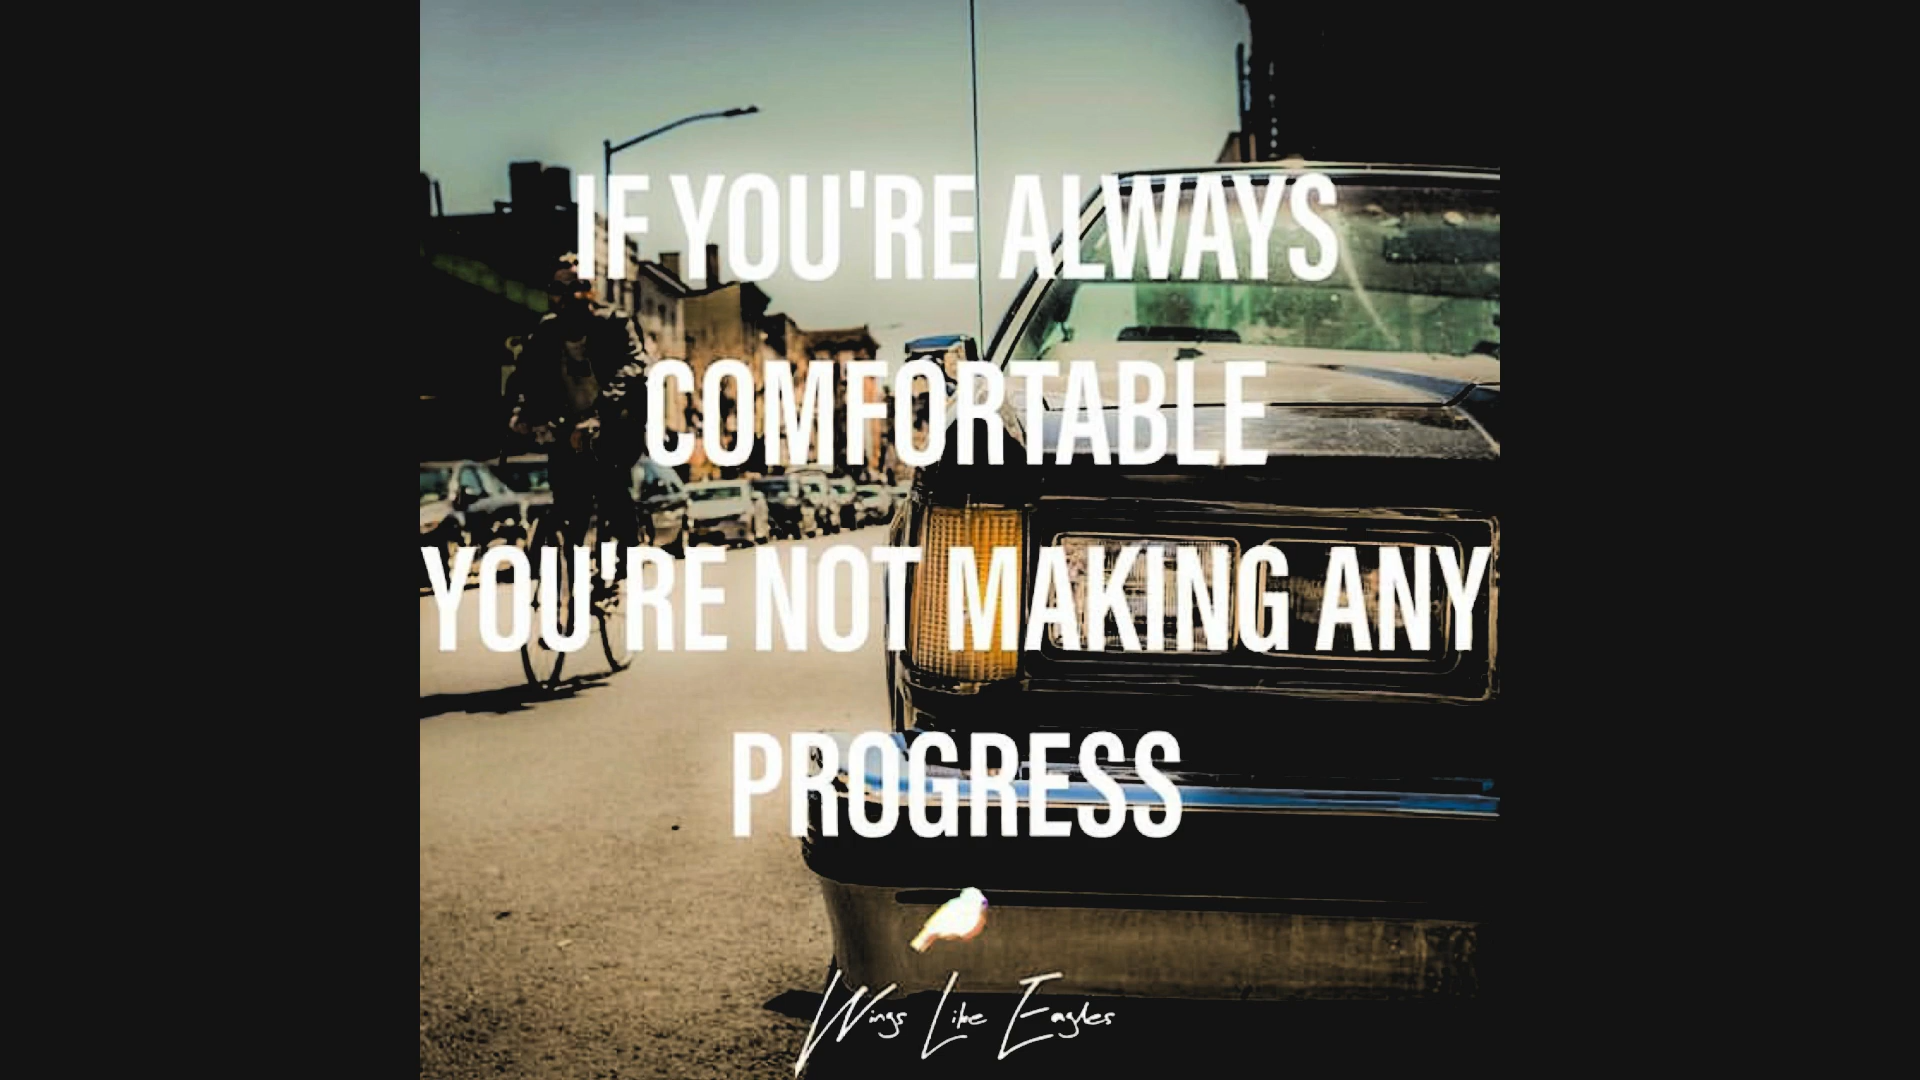 IF YOU'RE ALWAYS
COMFORTABLE
YOU'RE NOT MAKING ANY
PROGRESS
Wings Like Eagles